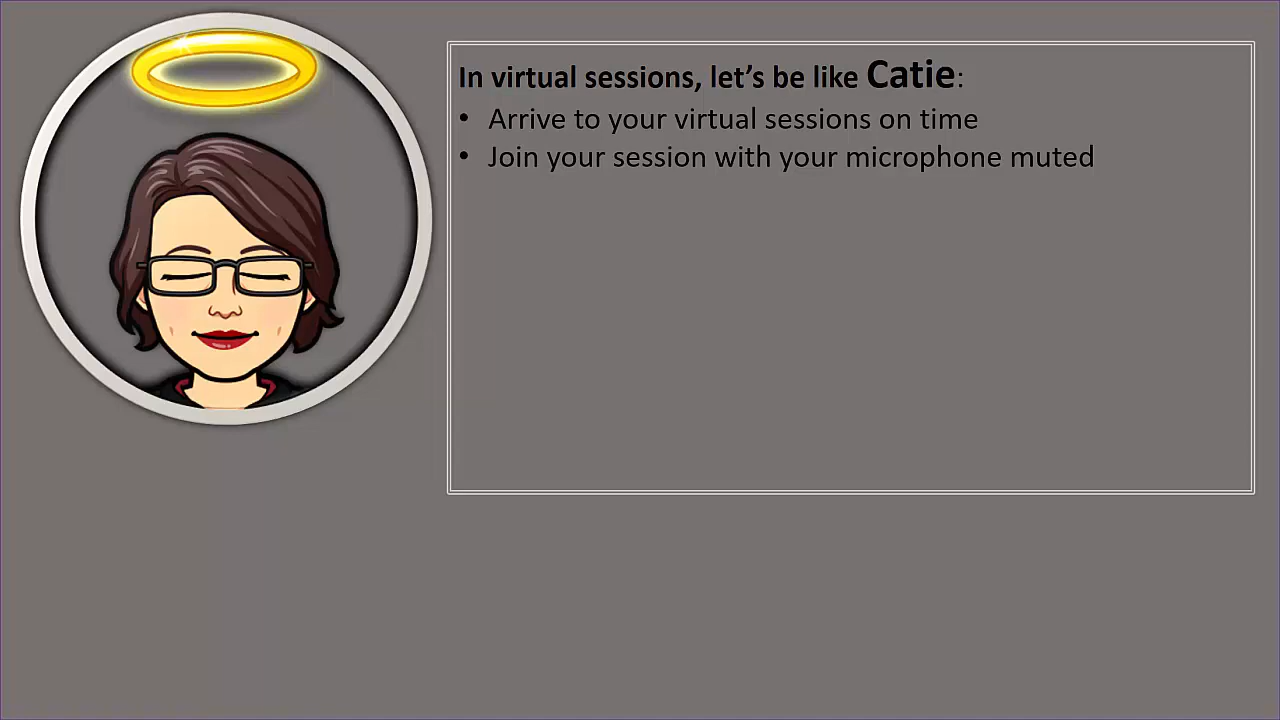 In virtual sessions, let’s be like Catie:
• Arrive to your virtual sessions on time
• Join your session with your microphone muted